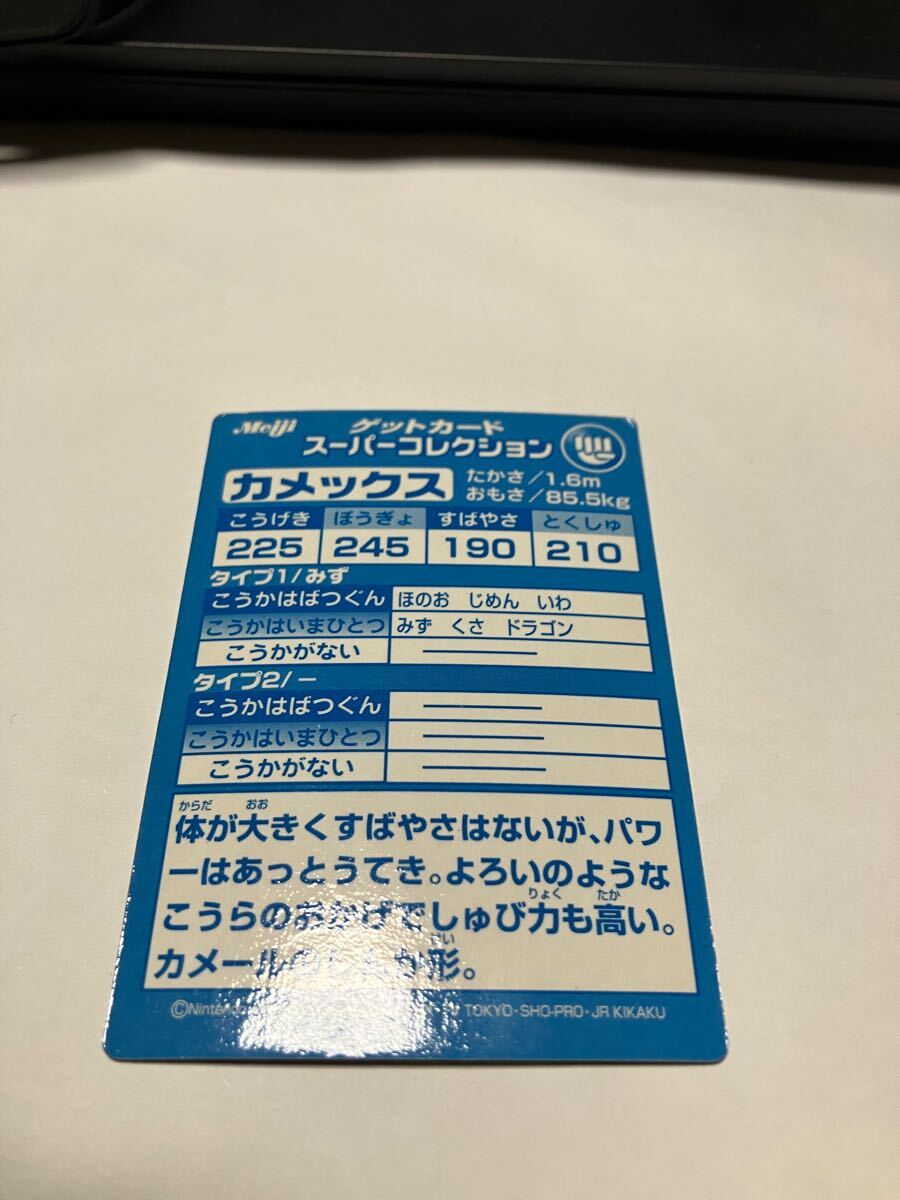 Meiji ゲットカード
スーパーコレクション
カメックス たかさ/1.6m
おもさ/85.5kg
こうげき ぼうぎょ すばやさ とくしゅ
225 245 190 210
タイプ1/みず
こうかはばつぐん ほのお じめん いわ
こうかはいまひとつ みず くさ ドラゴン
こうかがない ―
タイプ2/ー
こうかはばつぐん ―
こうかはいまひとつ ―
こうかがない ―
からだ おお
体が大きくすばやさはないが、パワ
ーはあっとうてき。よろいのような
りょく たか
こうらのおかげでしゅび力も高い。
カメールの 形。
©Nintendo TOKYO・SHO-PRO・JR KIKAKU